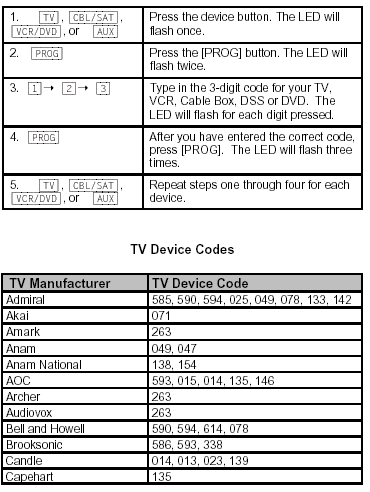 1. TV, CBL/SAT, Press the device button. The LED will
VCR/DVD, or AUX flash once.
2. PROG Press the [PROG] button. The LED will
flash twice.
3. 1→ 2→ 3 Type in the 3-digit code for your TV,
VCR, Cable Box, DSS or DVD. The
LED will flash for each digit pressed.
4. PROG After you have entered the correct code,
press [PROG]. The LED will flash three
times.
5. TV, CBL/SAT, Repeat steps one through four for each
VCR/DVD, or AUX device.
TV Device Codes
TV Manufacturer TV Device Code
Admiral 585, 590, 594, 025, 049, 078, 133, 142
Akai 071
Amark 263
Anam 049, 047
Anam National 138, 154
AOC 593, 015, 014, 135, 146
Archer 263
Audiovox 263
Bell and Howell 590, 594, 614, 078
Brooksonic 586, 593, 338
Candle 014, 013, 023, 139
Capehart 135